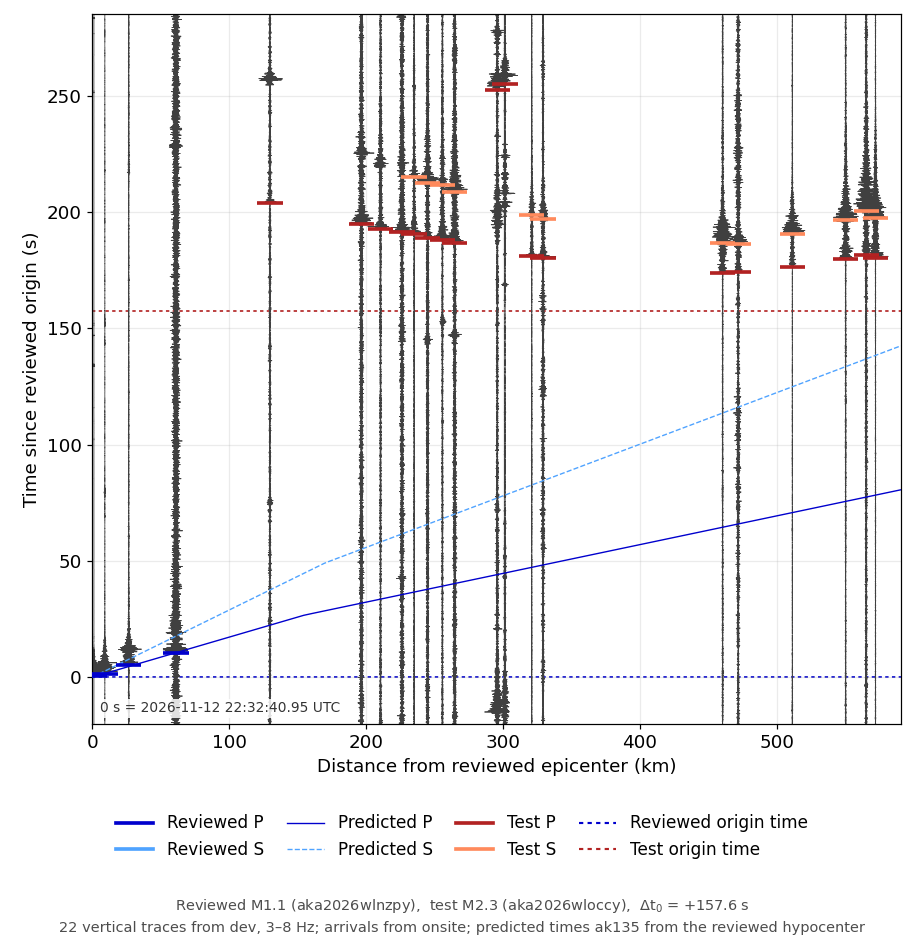 250
200
150
100
50
0
Time since reviewed origin (s)
0 s = 2026-11-12 22:32:40.95 UTC
0 100 200 300 400 500
Distance from reviewed epicenter (km)
Reviewed P Predicted P Test P Reviewed origin time
Reviewed S Predicted S Test S Test origin time
Reviewed M1.1 (aka2026wlnzpy), test M2.3 (aka2026wloccy), Δt₀ = +157.6 s
22 vertical traces from dev, 3–8 Hz; arrivals from onsite; predicted times ak135 from the reviewed hypocenter